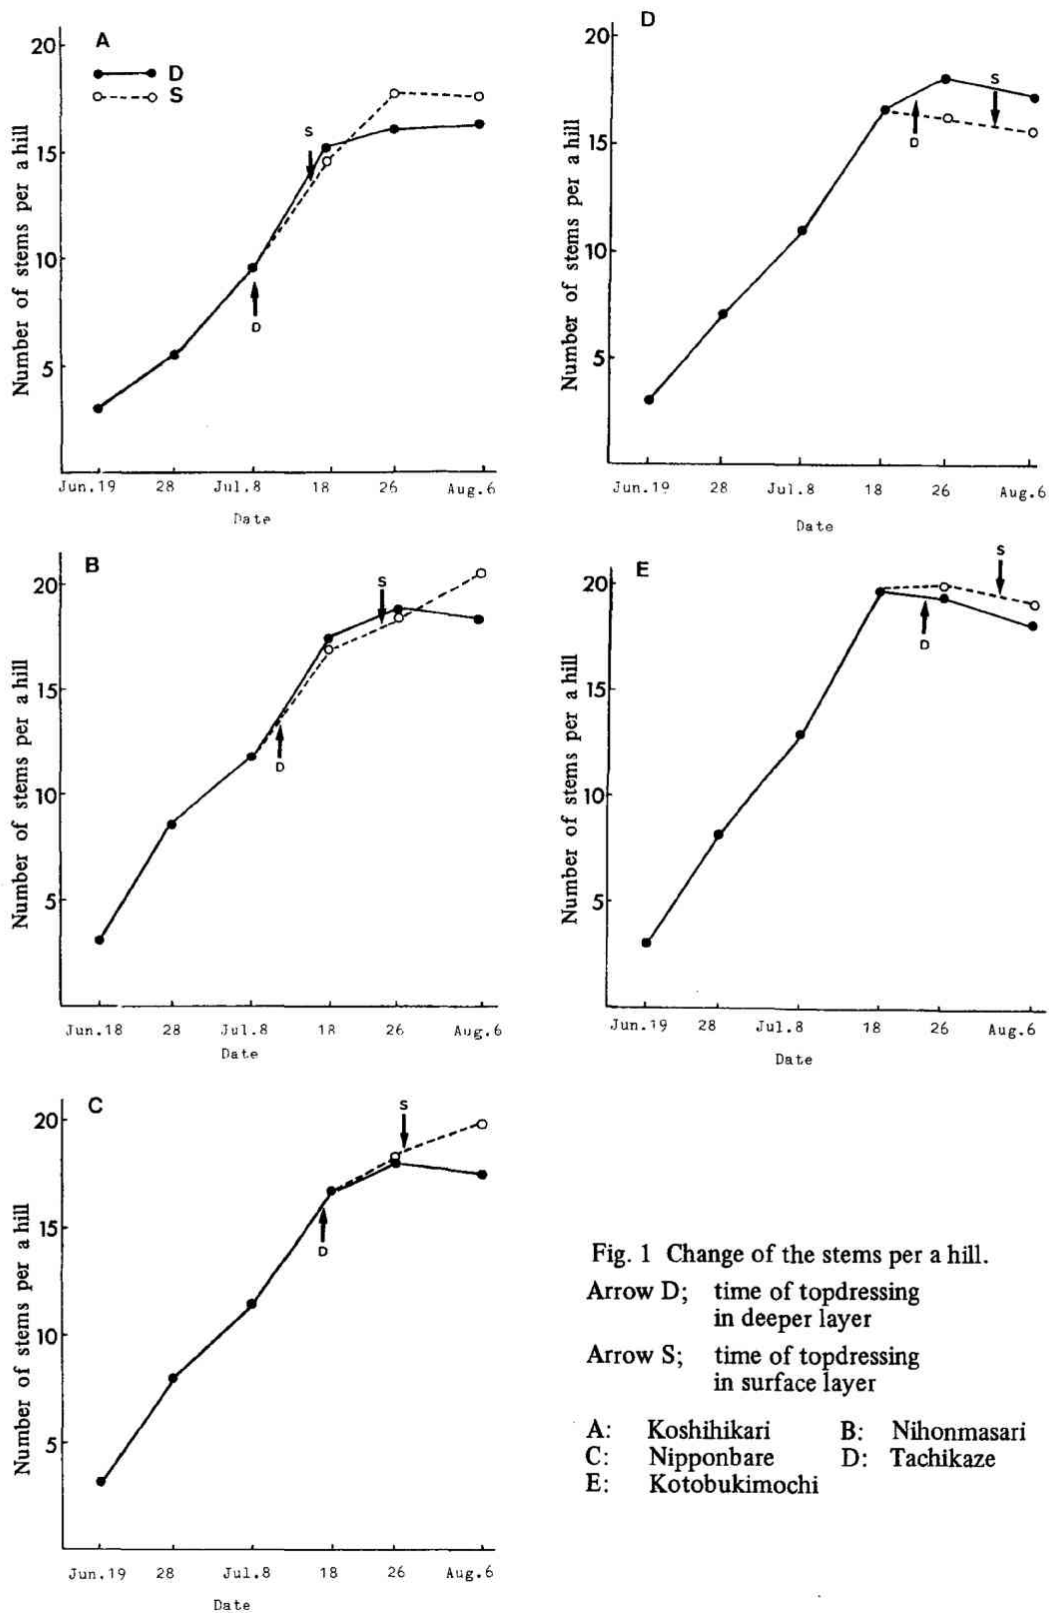 A
D
S
20
15
10
5
S
D
Number of stems per a hill
Jun.19 28 Jul.8 18 26 Aug.6
Date
B
20
15
10
5
S
D
Number of stems per a hill
Jun.18 28 Jul.8 18 26 Aug.6
Date
C
20
15
10
5
S
D
Number of stems per a hill
Jun.19 28 Jul.8 18 26 Aug.6
Date
D
20
15
10
5
S
D
Number of stems per a hill
Jun.19 28 Jul.8 18 26 Aug.6
Date
E
20
15
10
5
S
D
Number of stems per a hill
Jun.19 28 Jul.8 18 26 Aug.6
Date
Fig. 1 Change of the stems per a hill.
Arrow D; time of topdressing
in deeper layer
Arrow S; time of topdressing
in surface layer
A: Koshihikari B: Nihonmasari
C: Nipponbare D: Tachikaze
E: Kotobukimochi